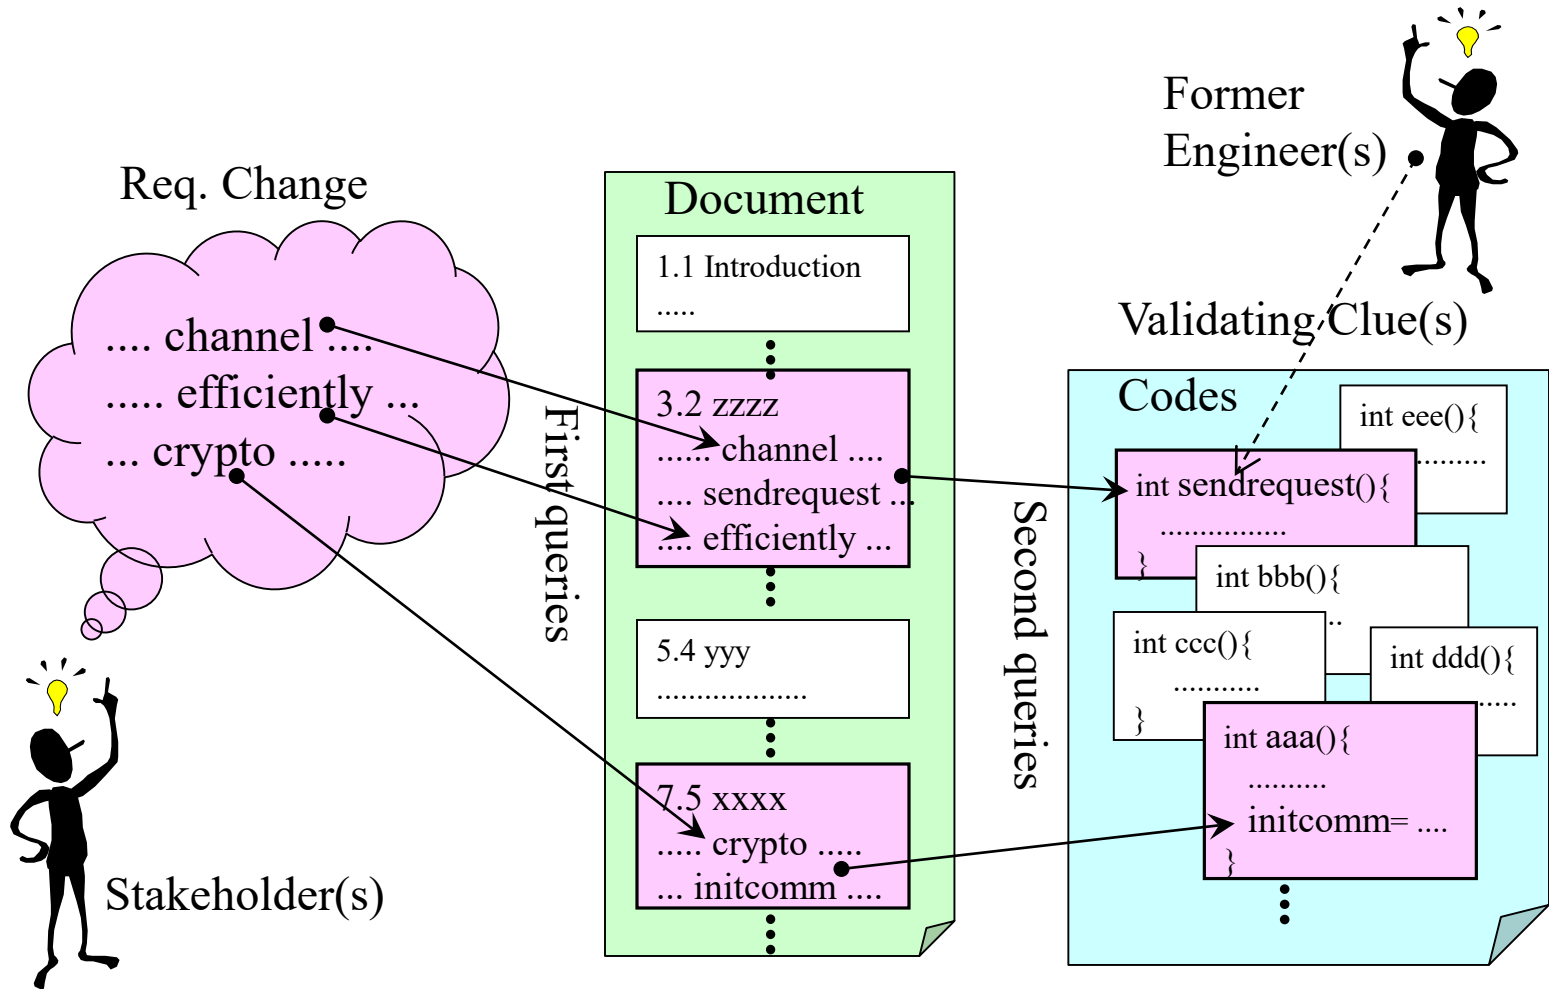 Req. Change
.... channel ....
..... efficiently ...
... crypto .....
Stakeholder(s)
First queries
Document
1.1 Introduction
.....
3.2 zzzz
...... channel ....
.... sendrequest ...
.... efficiently ...
5.4 yyy
...................
7.5 xxxx
..... crypto .....
... initcomm ....
Second queries
Former
Engineer(s)
Validating Clue(s)
Codes
int eee(){
.........
int sendrequest(){
................
}
int bbb(){
..
int ccc(){
...........
}
int ddd(){
.....
int aaa(){
..........
initcomm= ....
}